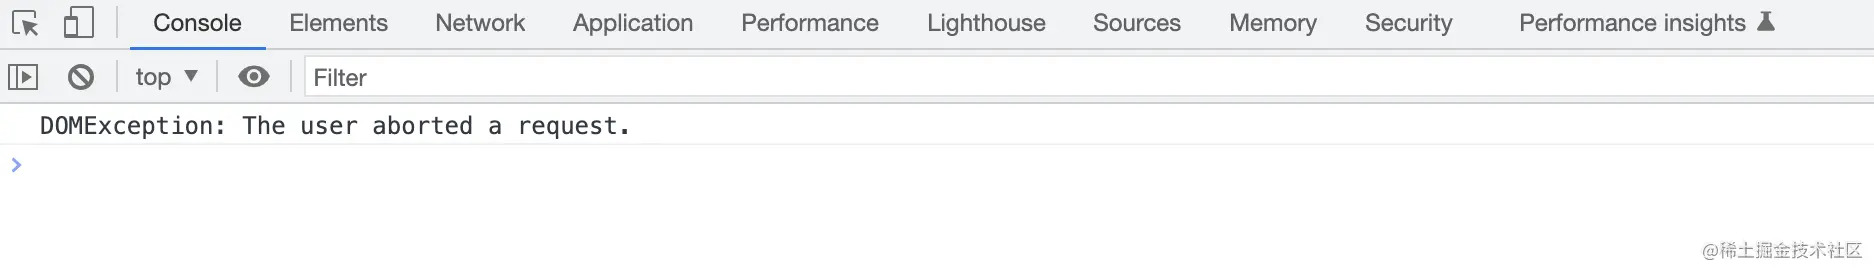 Console Elements Network Application Performance Lighthouse Sources Memory Security Performance insights
top Filter
DOMException: The user aborted a request.
@稀土掘金技术社区